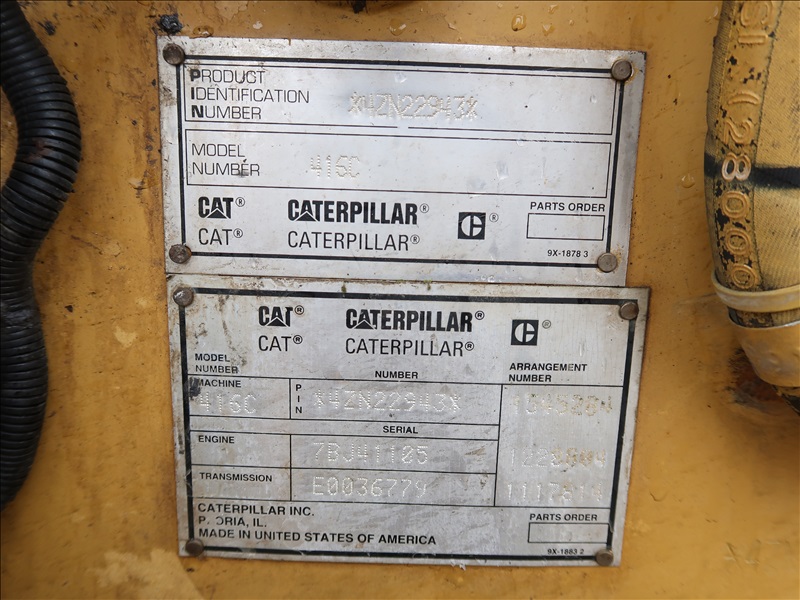 PRODUCT
IDENTIFICATION
NUMBER
*4ZN22943*
MODEL
NUMBER
416C
CAT® CATERPILLAR® C®
CAT® CATERPILLAR®
PARTS ORDER
9X-1878 3
CAT® CATERPILLAR® C®
CAT® CATERPILLAR®
MODEL
NUMBER
NUMBER
ARRANGEMENT
NUMBER
MACHINE
416C
PIN
*4ZN22943*
SERIAL
ENGINE
7BJ41105
TRANSMISSION
E0036779
CATERPILLAR INC.
P. ORIA, IL.
MADE IN UNITED STATES OF AMERICA
PARTS ORDER
9X-1883 2